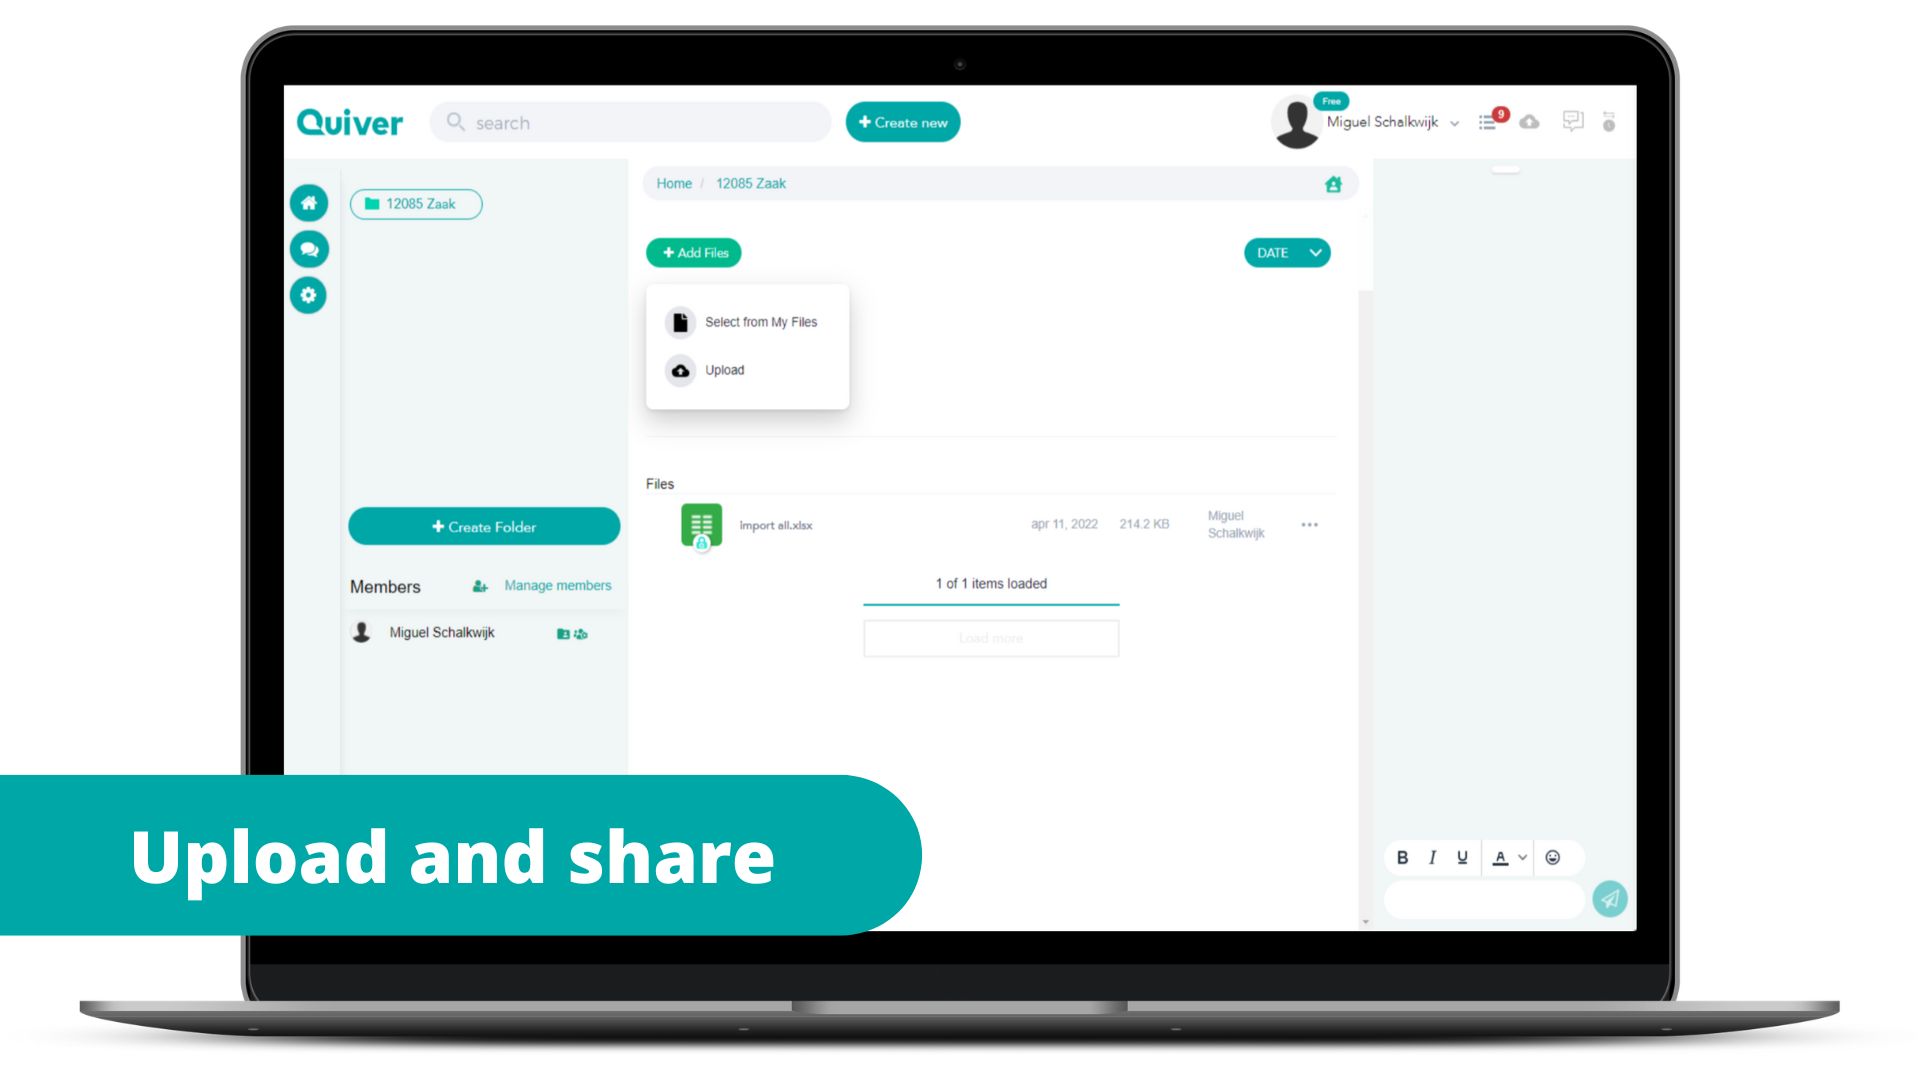 Quiver
search
+ Create new
Free
Miguel Schalkwijk
9
12085 Zaak
Home / 12085 Zaak
+ Add Files
DATE
Select from My Files
Upload
Files
import all.xlsx
apr 11, 2022
214.2 KB
Miguel
Schalkwijk
1 of 1 items loaded
Load more
+ Create Folder
Members
Manage members
Miguel Schalkwijk
Upload and share
B I U A